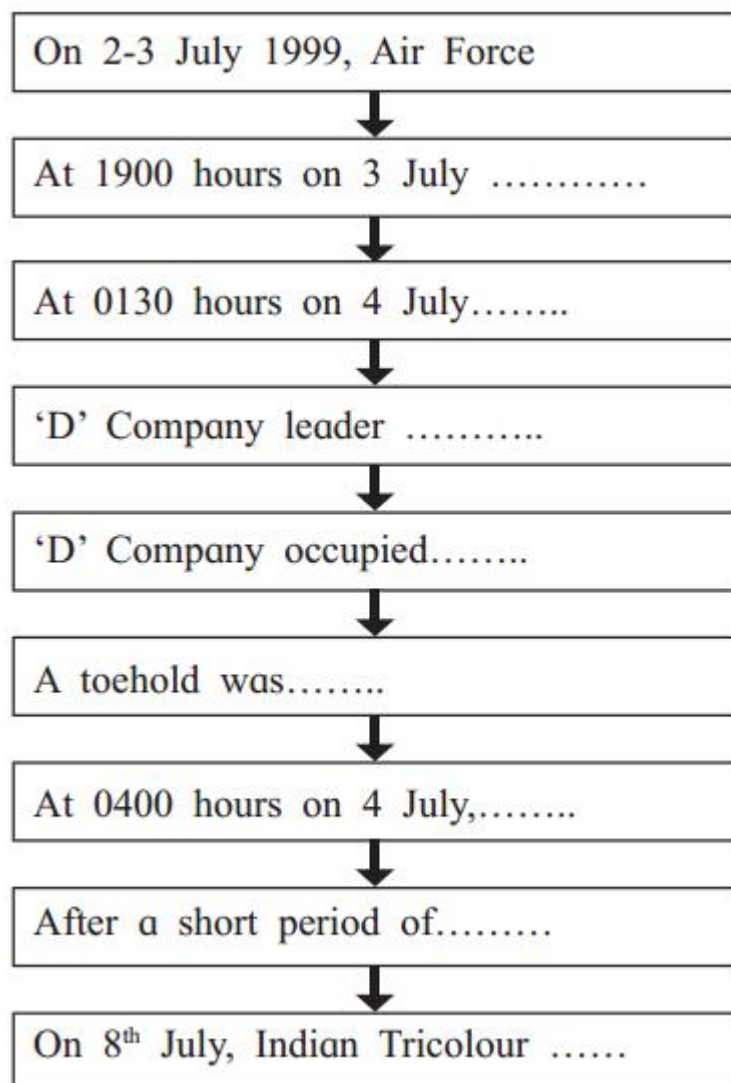 On 2-3 July 1999, Air Force
At 1900 hours on 3 July …………
At 0130 hours on 4 July……..
‘D’ Company leader ………..
‘D’ Company occupied……..
A toehold was……..
At 0400 hours on 4 July,……..
After a short period of………
On 8th July, Indian Tricolour ……